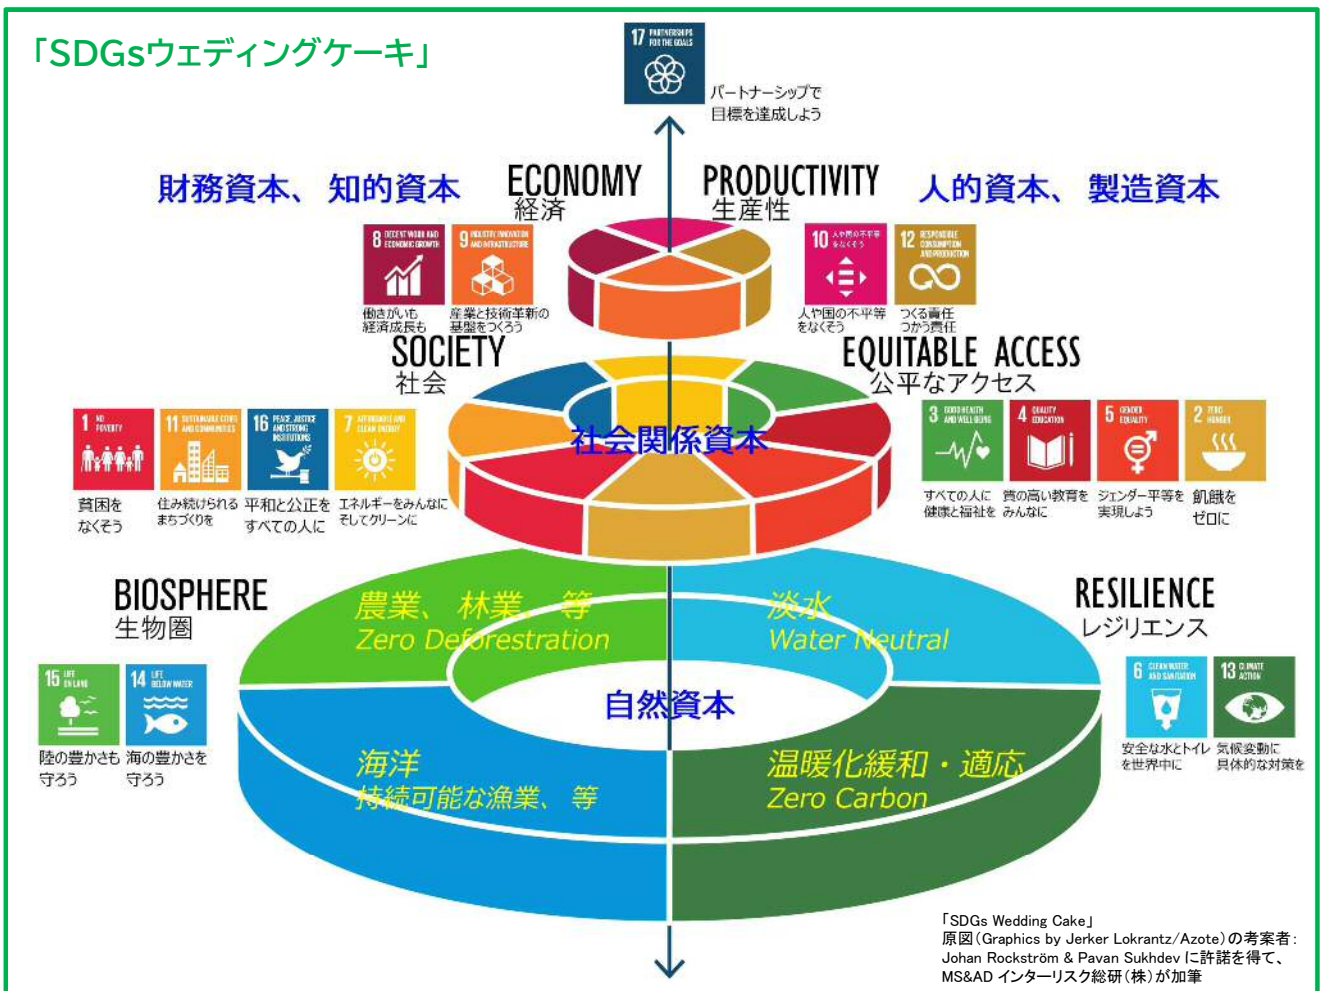 「SDGsウェディングケーキ」
17 PARTNERSHIPS
FOR THE GOALS
パートナーシップで
目標を達成しよう
財務資本、知的資本
ECONOMY
経済
PRODUCTIVITY
生産性
人的資本、製造資本
8 DECENT WORK AND
ECONOMIC GROWTH
働きがいも
経済成長も
9 INDUSTRY, INNOVATION
AND INFRASTRUCTURE
産業と技術革新の
基盤をつくろう
10 人や国の不平等
をなくそう
人や国の不平等
をなくそう
12 RESPONSIBLE
CONSUMPTION
AND PRODUCTION
つくる責任
つかう責任
SOCIETY
社会
EQUITABLE ACCESS
公平なアクセス
1 NO
POVERTY
貧困を
なくそう
11 SUSTAINABLE CITIES
AND COMMUNITIES
住み続けられる
まちづくりを
16 PEACE, JUSTICE
AND STRONG
INSTITUTIONS
平和と公正を
すべての人に
7 AFFORDABLE AND
CLEAN ENERGY
エネルギーをみんなに
そしてクリーンに
社会関係資本
3 GOOD HEALTH
AND WELL-BEING
すべての人に
健康と福祉を
4 QUALITY
EDUCATION
質の高い教育を
みんなに
5 GENDER
EQUALITY
ジェンダー平等を
実現しよう
2 ZERO
HUNGER
飢餓を
ゼロに
BIOSPHERE
生物圏
RESILIENCE
レジリエンス
農業、林業、等
Zero Deforestration
淡水
Water Neutral
15 LIFE
ON LAND
陸の豊かさも
守ろう
14 LIFE
BELOW WATER
海の豊かさを
守ろう
自然資本
6 CLEAN WATER
AND SANITATION
安全な水とトイレ
を世界中に
13 CLIMATE
ACTION
気候変動に
具体的な対策を
海洋
持続可能な漁業、等
温暖化緩和・適応
Zero Carbon
「SDGs Wedding Cake」
原図(Graphics by Jerker Lokrantz/Azote)の考案者:
Johan Rockström & Pavan Sukhdev に許諾を得て、
MS&AD インターリスク総研(株)が加筆